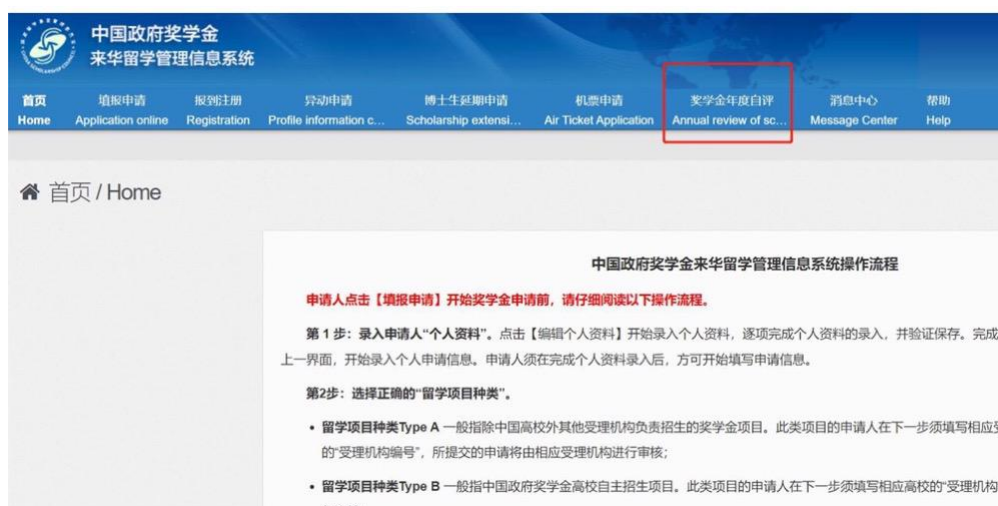 中国政府奖学金
来华留学管理信息系统
首页 填报申请 报到注册 异动申请 博士生延期申请 机票申请 奖学金年度自评 消息中心 帮助
Home Application online Registration Profile information c... Scholarship extensi... Air Ticket Application Annual review of sc... Message Center Help
首页 / Home
中国政府奖学金来华留学管理信息系统操作流程
申请人点击【填报申请】开始奖学金申请前，请仔细阅读以下操作流程。
第 1 步：录入申请人“个人资料”。点击【编辑个人资料】开始录入个人资料，逐项完成个人资料的录入，并验证保存。完成
上一界面，开始录入个人申请信息。申请人须在完成个人资料录入后，方可开始填写申请信息。
第2步：选择正确的“留学项目种类”。
• 留学项目种类Type A 一般指除中国高校外其他受理机构负责招生的奖学金项目。此类项目的申请人在下一步须填写相应
的“受理机构编号”，所提交的申请将由相应受理机构进行审核；
• 留学项目种类Type B 一般指中国政府奖学金高校自主招生项目。此类项目的申请人在下一步须填写相应高校的“受理机构